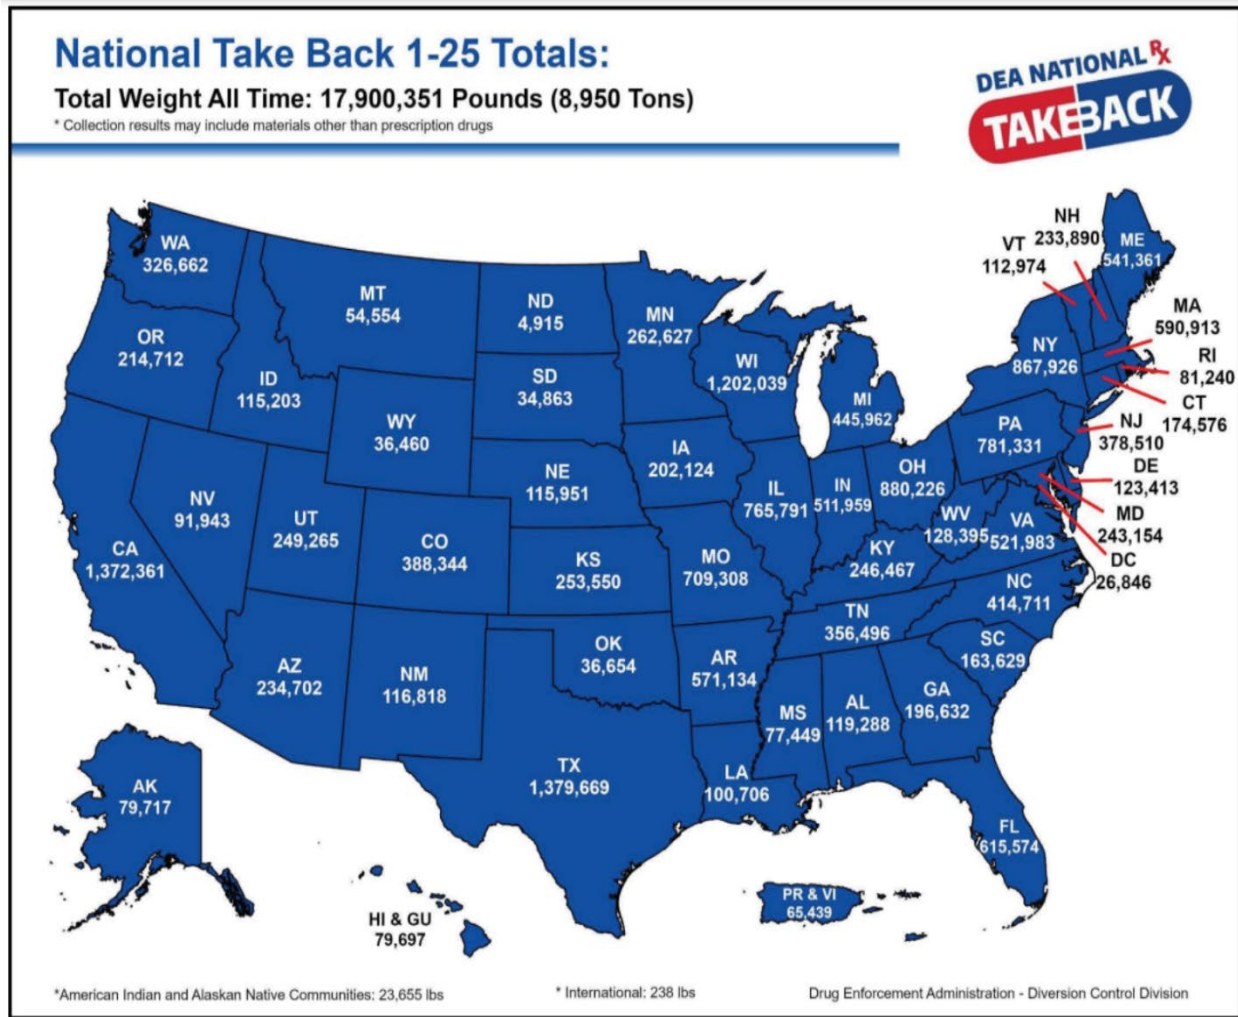 National Take Back 1-25 Totals:
Total Weight All Time: 17,900,351 Pounds (8,950 Tons)
* Collection results may include materials other than prescription drugs
DEA NATIONAL Rx
TAKEBACK
WA
326,662
OR
214,712
CA
1,372,361
NV
91,943
ID
115,203
MT
54,554
WY
36,460
UT
249,265
CO
388,344
AZ
234,702
NM
116,818
ND
4,915
SD
34,863
NE
115,951
KS
253,550
OK
36,654
TX
1,379,669
MN
262,627
IA
202,124
MO
709,308
AR
571,134
LA
100,706
WI
1,202,039
IL
765,791
MI
445,962
IN
511,959
OH
880,226
KY
246,467
TN
356,496
MS
77,449
AL
119,288
GA
196,632
FL
615,574
SC
163,629
NC
414,711
VA
521,983
WV
128,395
PA
781,331
NY
867,926
VT
112,974
NH
233,890
ME
541,361
MA
590,913
RI
81,240
CT
174,576
NJ
378,510
DE
123,413
MD
243,154
DC
26,846
AK
79,717
HI & GU
79,697
PR & VI
65,439
*American Indian and Alaskan Native Communities: 23,655 lbs
* International: 238 lbs
Drug Enforcement Administration - Diversion Control Division